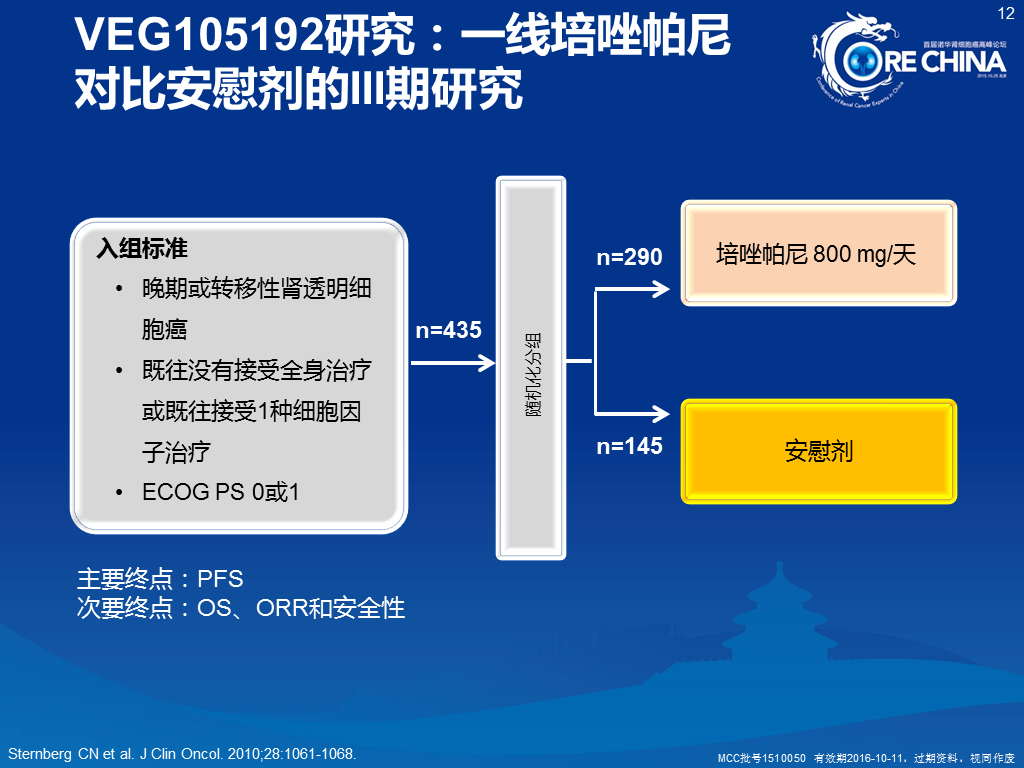 12
VEG105192研究：一线培唑帕尼
对比安慰剂的III期研究
首届诺华肾细胞癌高峰论坛
ORE CHINA
2015.10.25 北京
Conference of Renal Cancer Experts in China
入组标准
• 晚期或转移性肾透明细
胞癌
• 既往没有接受全身治疗
或既往接受1种细胞因
子治疗
• ECOG PS 0或1
n=435
随机化分组
n=290
培唑帕尼 800 mg/天
n=145
安慰剂
主要终点：PFS
次要终点：OS、ORR和安全性
Sternberg CN et al. J Clin Oncol. 2010;28:1061-1068.
MCC批号1510050 有效期2016-10-11，过期资料，视同作废